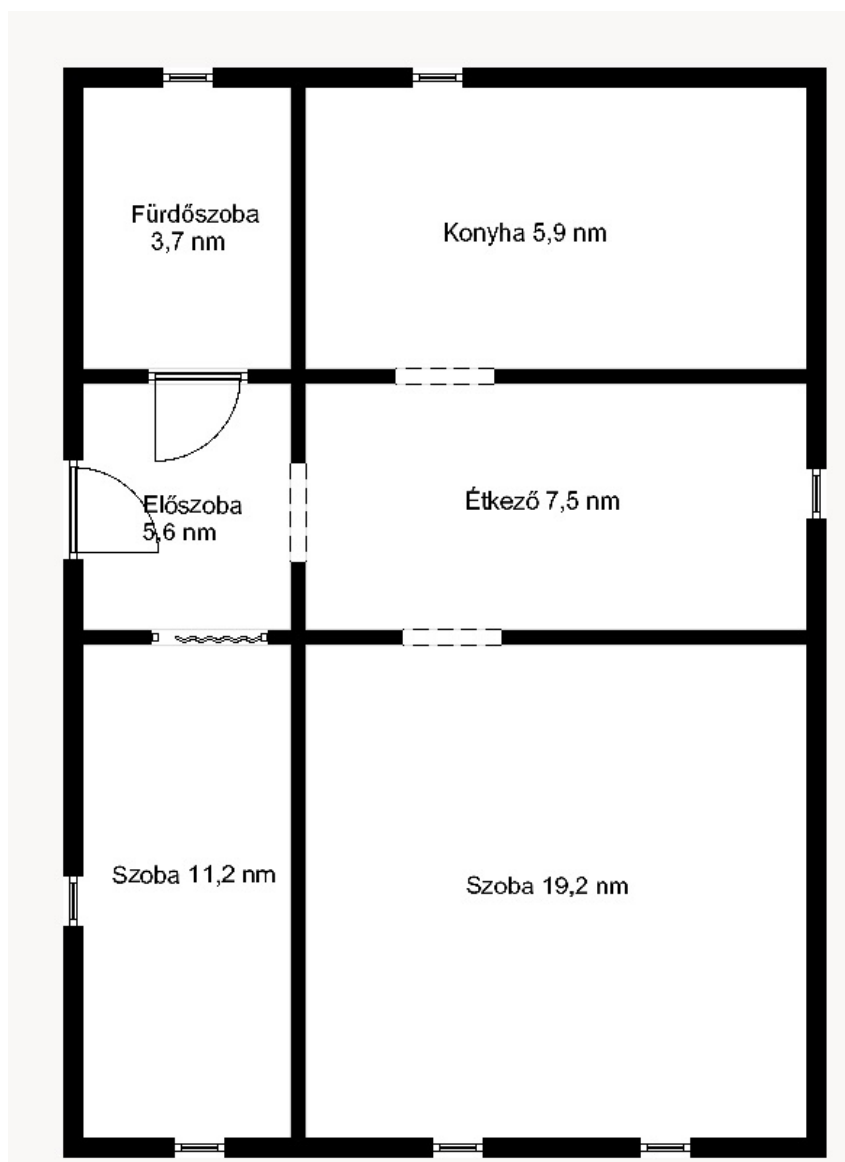 Fürdőszoba
3,7 nm
Konyha 5,9 nm
Előszoba
5,6 nm
Étkező 7,5 nm
Szoba 11,2 nm
Szoba 19,2 nm